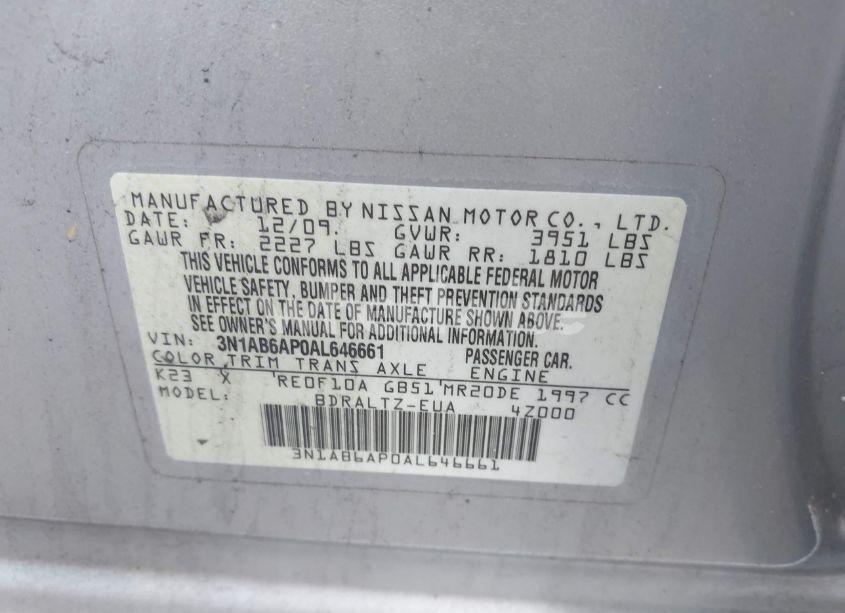 MANUFACTURED BY NISSAN MOTOR CO., LTD.
DATE: 12/09. GVWR: 3951 LBS
GAWR FR: 2227 LBS GAWR RR: 1810 LBS
THIS VEHICLE CONFORMS TO ALL APPLICABLE FEDERAL MOTOR
VEHICLE SAFETY, BUMPER AND THEFT PREVENTION STANDARDS
IN EFFECT ON THE DATE OF MANUFACTURE SHOWN ABOVE.
SEE OWNER'S MANUAL FOR ADDITIONAL INFORMATION.
VIN: 3N1AB6AP0AL646661 PASSENGER CAR.
COLOR TRIM TRANS AXLE ENGINE
K23 X RE0F10A GB51 MR20DE 1997 CC
MODEL: BDRALTZ-EUA 4Z000
3N1AB6AP0AL646661